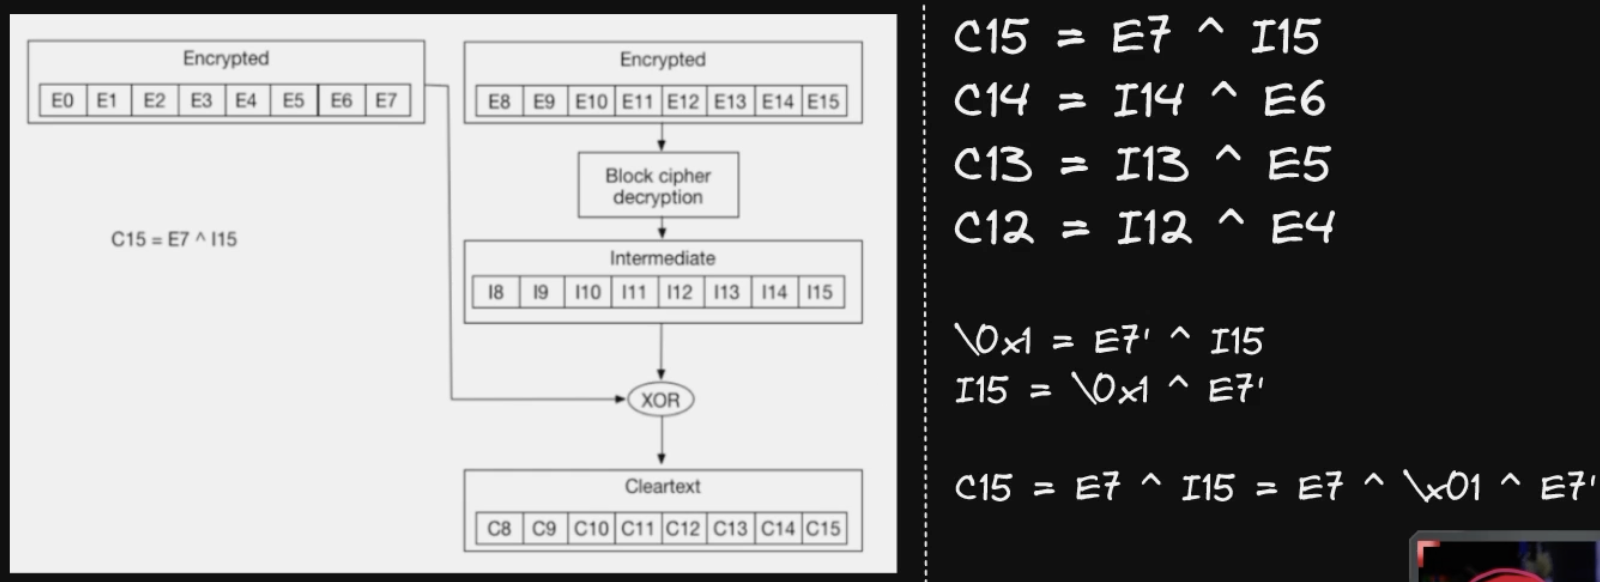 Encrypted
E0 E1 E2 E3 E4 E5 E6 E7
Encrypted
E8 E9 E10 E11 E12 E13 E14 E15
Block cipher
decryption
C15 = E7 ^ I15
Intermediate
I8 I9 I10 I11 I12 I13 I14 I15
XOR
Cleartext
C8 C9 C10 C11 C12 C13 C14 C15
C15 = E7 ^ I15
C14 = I14 ^ E6
C13 = I13 ^ E5
C12 = I12 ^ E4
\0x1 = E7' ^ I15
I15 = \0x1 ^ E7'
C15 = E7 ^ I15 = E7 ^ \x01 ^ E7'